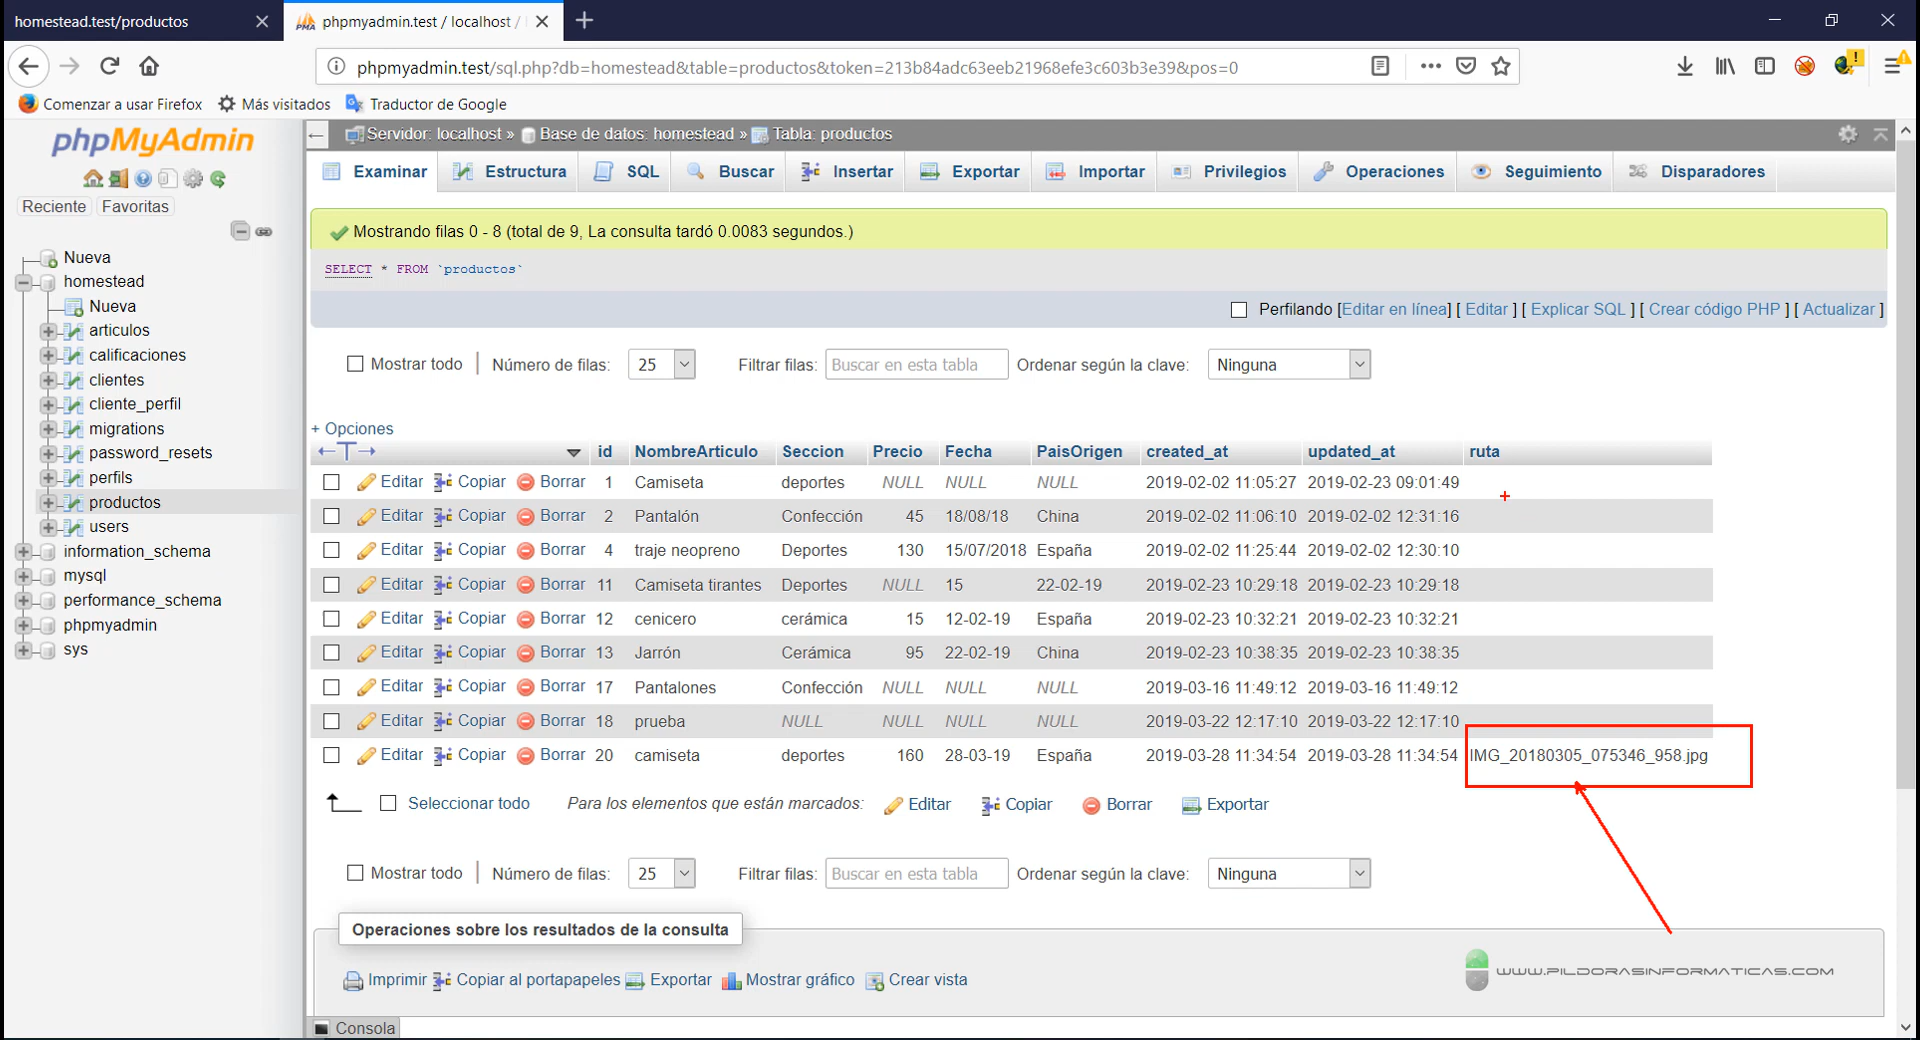 homestead.test/productos
phpmyadmin.test / localhost /
phpmyadmin.test/sql.php?db=homestead&table=productos&token=213b84adc63eeb21968efe3c603b3e39&pos=0
Comenzar a usar Firefox Más visitados Traductor de Google
phpMyAdmin
Reciente Favoritas
Nueva
homestead
Nueva
articulos
calificaciones
clientes
cliente_perfil
migrations
password_resets
perfils
productos
users
information_schema
mysql
performance_schema
phpmyadmin
sys
Servidor: localhost » Base de datos: homestead » Tabla: productos
Examinar Estructura SQL Buscar Insertar Exportar Importar Privilegios Operaciones Seguimiento Disparadores
Mostrando filas 0 - 8 (total de 9, La consulta tardó 0.0083 segundos.)
SELECT * FROM `productos`
Perfilando [Editar en línea] [ Editar ] [ Explicar SQL ] [ Crear código PHP ] [ Actualizar ]
Mostrar todo Número de filas: 25 Filtrar filas: Buscar en esta tabla Ordenar según la clave: Ninguna
+ Opciones
id NombreArticulo Seccion Precio Fecha PaisOrigen created_at updated_at ruta
Editar Copiar Borrar 1 Camiseta deportes NULL NULL NULL 2019-02-02 11:05:27 2019-02-23 09:01:49
Editar Copiar Borrar 2 Pantalón Confección 45 18/08/18 China 2019-02-02 11:06:10 2019-02-02 12:31:16
Editar Copiar Borrar 4 traje neopreno Deportes 130 15/07/2018 España 2019-02-02 11:25:44 2019-02-02 12:30:10
Editar Copiar Borrar 11 Camiseta tirantes Deportes NULL 15 22-02-19 2019-02-23 10:29:18 2019-02-23 10:29:18
Editar Copiar Borrar 12 cenicero cerámica 15 12-02-19 España 2019-02-23 10:32:21 2019-02-23 10:32:21
Editar Copiar Borrar 13 Jarrón Cerámica 95 22-02-19 China 2019-02-23 10:38:35 2019-02-23 10:38:35
Editar Copiar Borrar 17 Pantalones Confección NULL NULL NULL 2019-03-16 11:49:12 2019-03-16 11:49:12
Editar Copiar Borrar 18 prueba NULL NULL NULL NULL 2019-03-22 12:17:10 2019-03-22 12:17:10
Editar Copiar Borrar 20 camiseta deportes 160 28-03-19 España 2019-03-28 11:34:54 2019-03-28 11:34:54 IMG_20180305_075346_958.jpg
Seleccionar todo Para los elementos que están marcados: Editar Copiar Borrar Exportar
Mostrar todo Número de filas: 25 Filtrar filas: Buscar en esta tabla Ordenar según la clave: Ninguna
Operaciones sobre los resultados de la consulta
Imprimir Copiar al portapapeles Exportar Mostrar gráfico Crear vista
WWW.PILDORASINFORMATICAS.COM
Consola